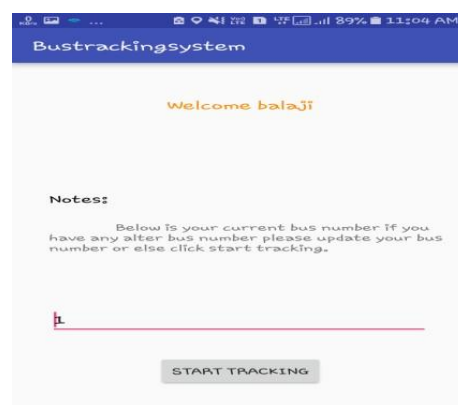 89% 11:04 AM
Bustrackingsystem
Welcome balaji
Notes:
Below is your current bus number if you
have any alter bus number please update your bus
number or else click start tracking.
1
START TRACKING